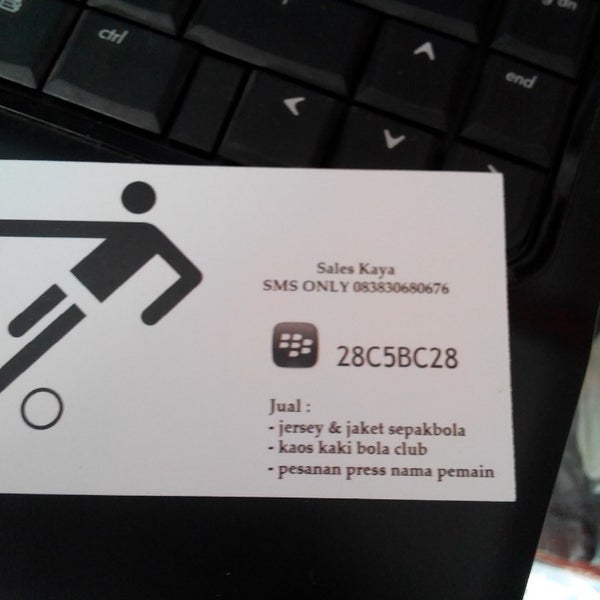 ctrl
end
Sales Kaya
SMS ONLY 083830680676
28C5BC28
Jual :
- jersey & jaket sepakbola
- kaos kaki bola club
- pesanan press nama pemain